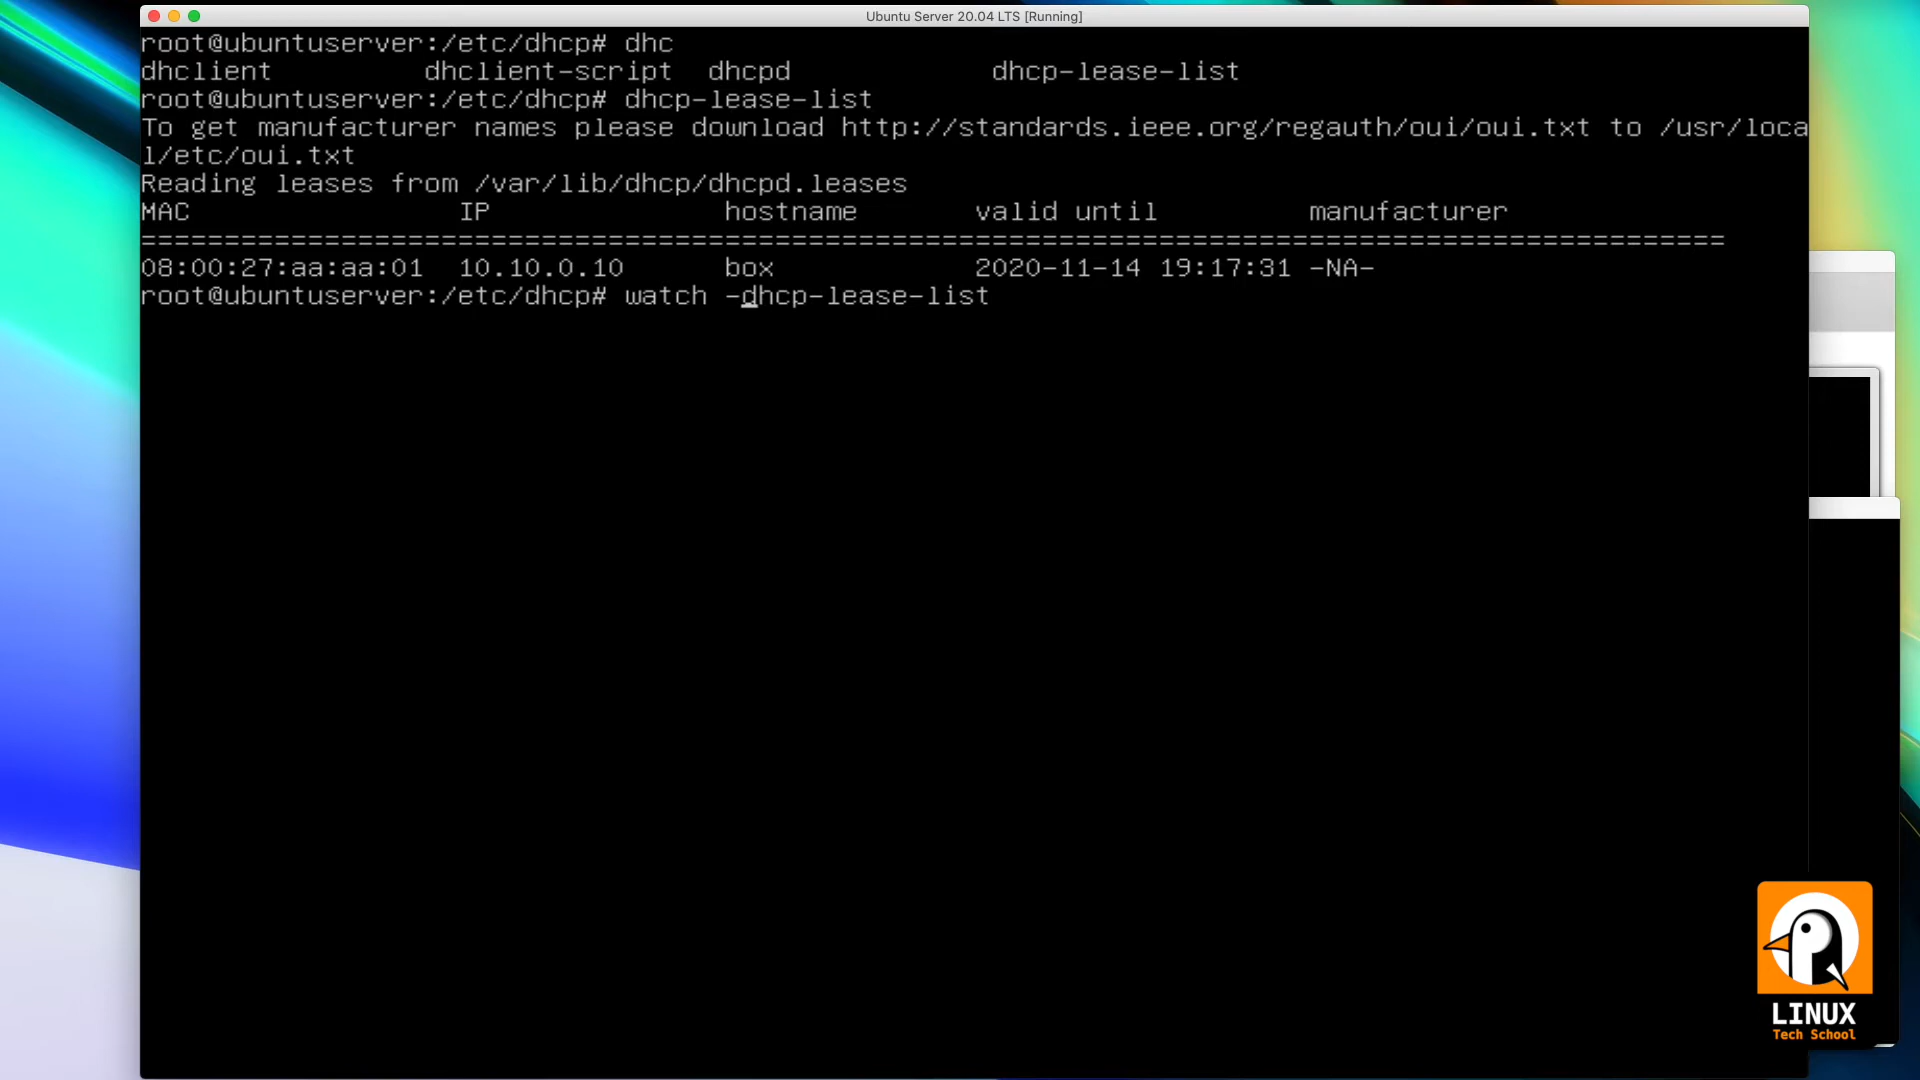 Ubuntu Server 20.04 LTS [Running]
root@ubuntuserver:/etc/dhcp# dhc
dhclient dhclient-script dhcpd dhcp-lease-list
root@ubuntuserver:/etc/dhcp# dhcp-lease-list
To get manufacturer names please download http://standards.ieee.org/regauth/oui/oui.txt to /usr/loca
l/etc/oui.txt
Reading leases from /var/lib/dhcp/dhcpd.leases
MAC IP hostname valid until manufacturer
===============================================================================================
08:00:27:aa:aa:01 10.10.0.10 box 2020-11-14 19:17:31 -NA-
root@ubuntuserver:/etc/dhcp# watch -dhcp-lease-list
LINUX
Tech School